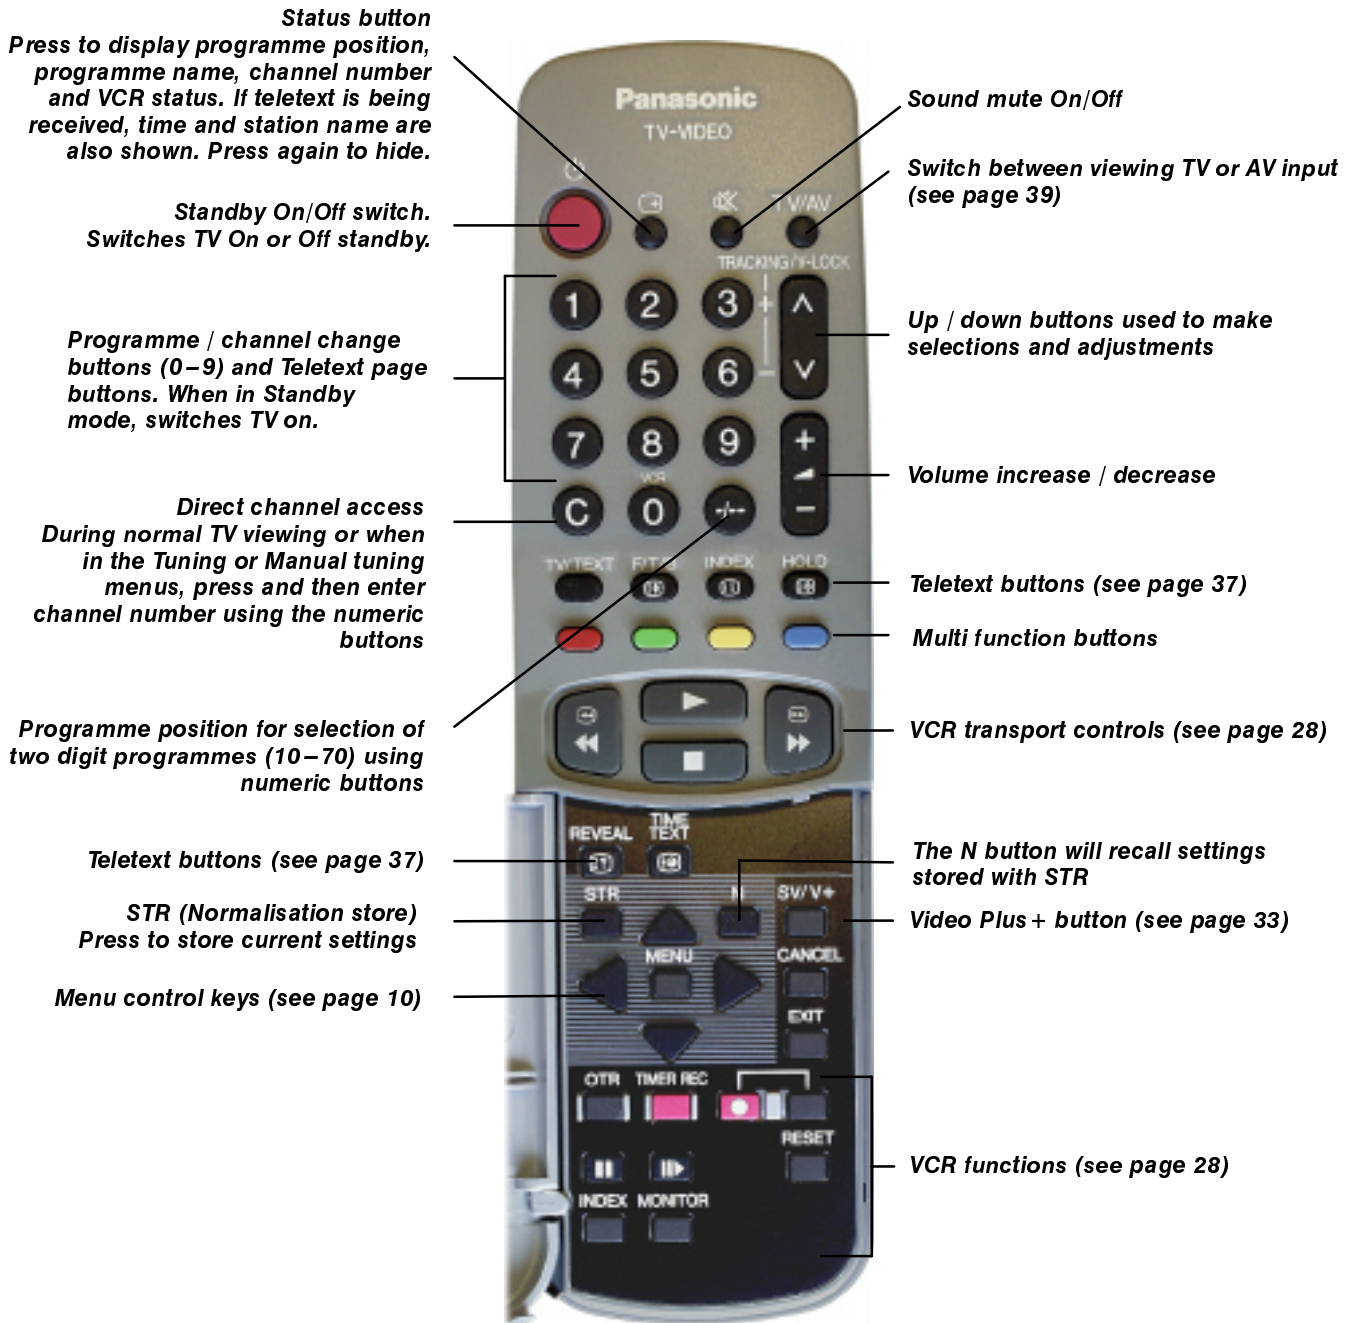 Status button
Press to display programme position,
programme name, channel number
and VCR status. If teletext is being
received, time and station name are
also shown. Press again to hide.
Standby On/Off switch.
Switches TV On or Off standby.
Programme / channel change
buttons (0–9) and Teletext page
buttons. When in Standby
mode, switches TV on.
Direct channel access
During normal TV viewing or when
in the Tuning or Manual tuning
menus, press and then enter
channel number using the numeric
buttons
Programme position for selection of
two digit programmes (10–70) using
numeric buttons
Teletext buttons (see page 37)
STR (Normalisation store)
Press to store current settings
Menu control keys (see page 10)
Panasonic
TV-VIDEO
TV/AV
TRACKING/V-LOCK
1 2 3 +
4 5 6 −
7 8 9 +
VCR
C 0 -/-- −
TV/TEXT F/T/B INDEX HOLD
REVEAL TIME
TEXT
STR N SV/V+
MENU CANCEL
EXIT
OTR TIMER REC
RESET
INDEX MONITOR
Sound mute On/Off
Switch between viewing TV or AV input
(see page 39)
Up / down buttons used to make
selections and adjustments
Volume increase / decrease
Teletext buttons (see page 37)
Multi function buttons
VCR transport controls (see page 28)
The N button will recall settings
stored with STR
Video Plus+ button (see page 33)
VCR functions (see page 28)